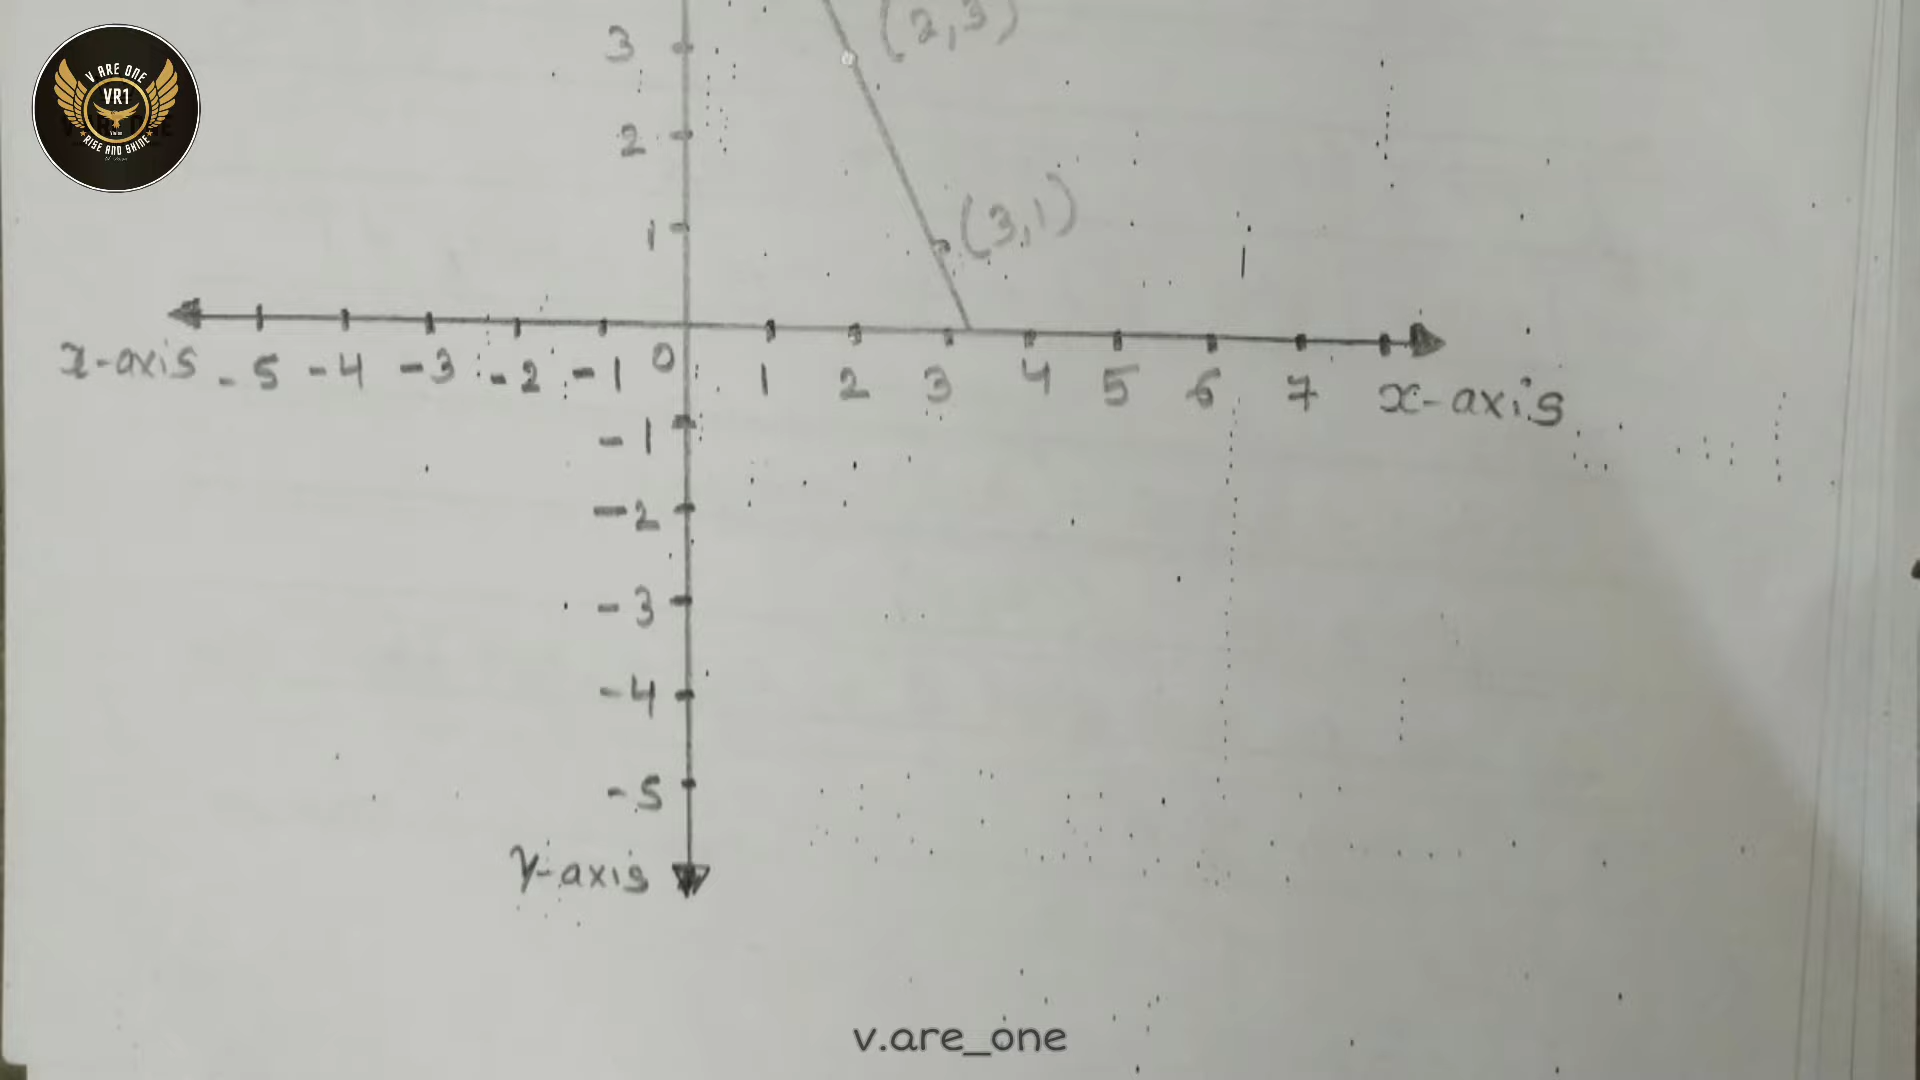 V ARE ONE
VR1
RISE AND SHINE
(2,3)
3
2
(3,1)
1
x-axis -5 -4 -3 -2 -1 0 1 2 3 4 5 6 7 x-axis
-1
-2
-3
-4
-5
Y-axis
v.are_one